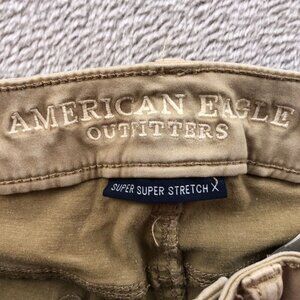 AMERICAN EAGLE
OUTFITTERS
SUPER SUPER STRETCH X